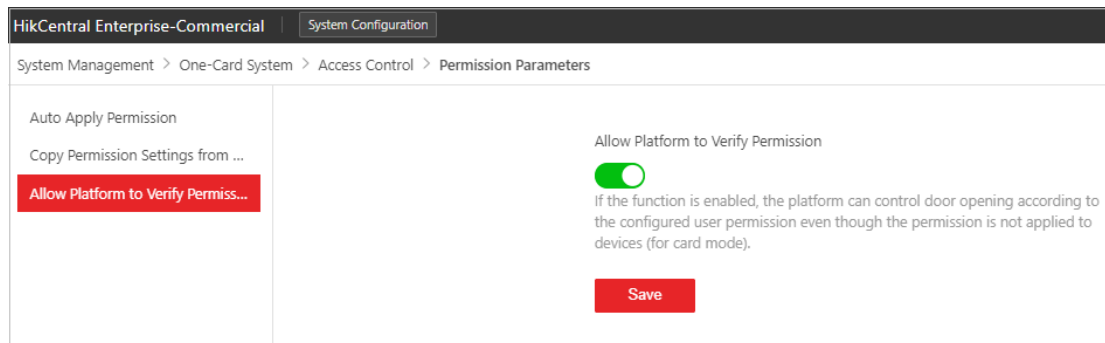 HikCentral Enterprise-Commercial
System Configuration
System Management > One-Card System > Access Control > Permission Parameters
Auto Apply Permission
Copy Permission Settings from ...
Allow Platform to Verify Permiss...
Allow Platform to Verify Permission
If the function is enabled, the platform can control door opening according to
the configured user permission even though the permission is not applied to
devices (for card mode).
Save